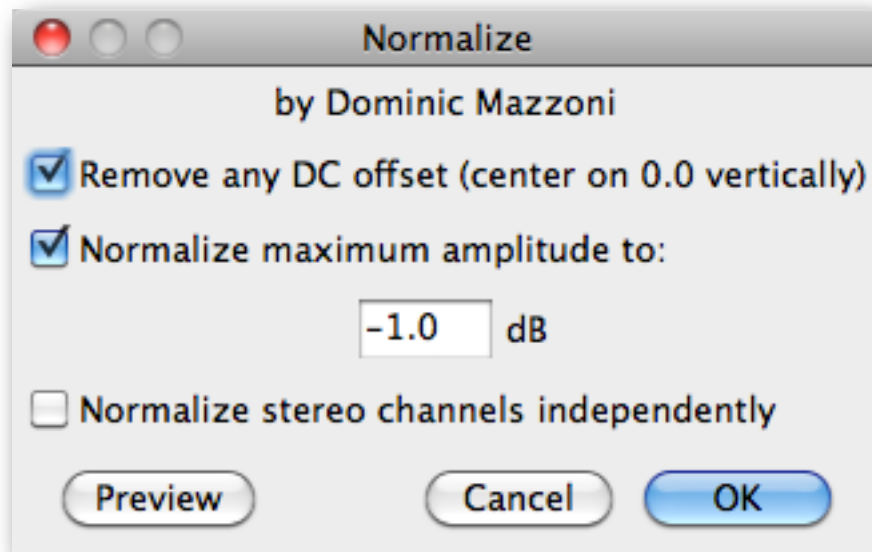 Normalize
by Dominic Mazzoni
Remove any DC offset (center on 0.0 vertically)
Normalize maximum amplitude to:
-1.0 dB
Normalize stereo channels independently
Preview Cancel OK